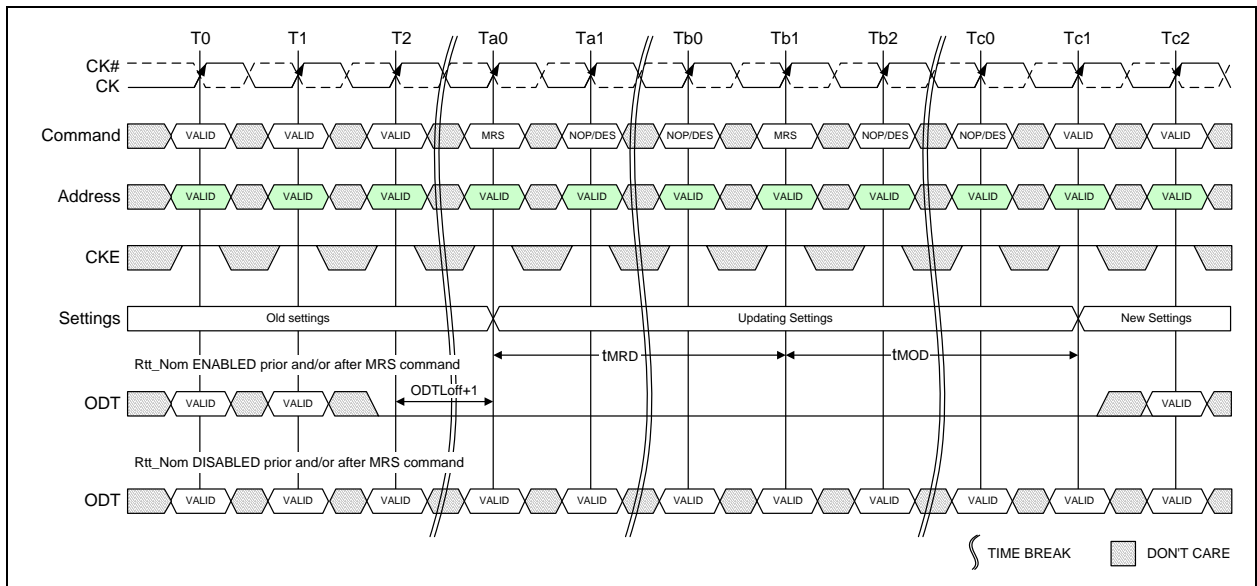 T0 T1 T2 Ta0 Ta1 Tb0 Tb1 Tb2 Tc0 Tc1 Tc2
CK#
CK
Command VALID VALID VALID MRS NOP/DES NOP/DES MRS NOP/DES NOP/DES VALID VALID
Address VALID VALID VALID VALID VALID VALID VALID VALID VALID VALID VALID
CKE
Settings Old settings Updating Settings New Settings
tMRD tMOD
Rtt_Nom ENABLED prior and/or after MRS command
ODTLoff+1
ODT VALID VALID VALID
Rtt_Nom DISABLED prior and/or after MRS command
ODT VALID VALID VALID VALID VALID VALID VALID VALID VALID VALID VALID
TIME BREAK DON'T CARE